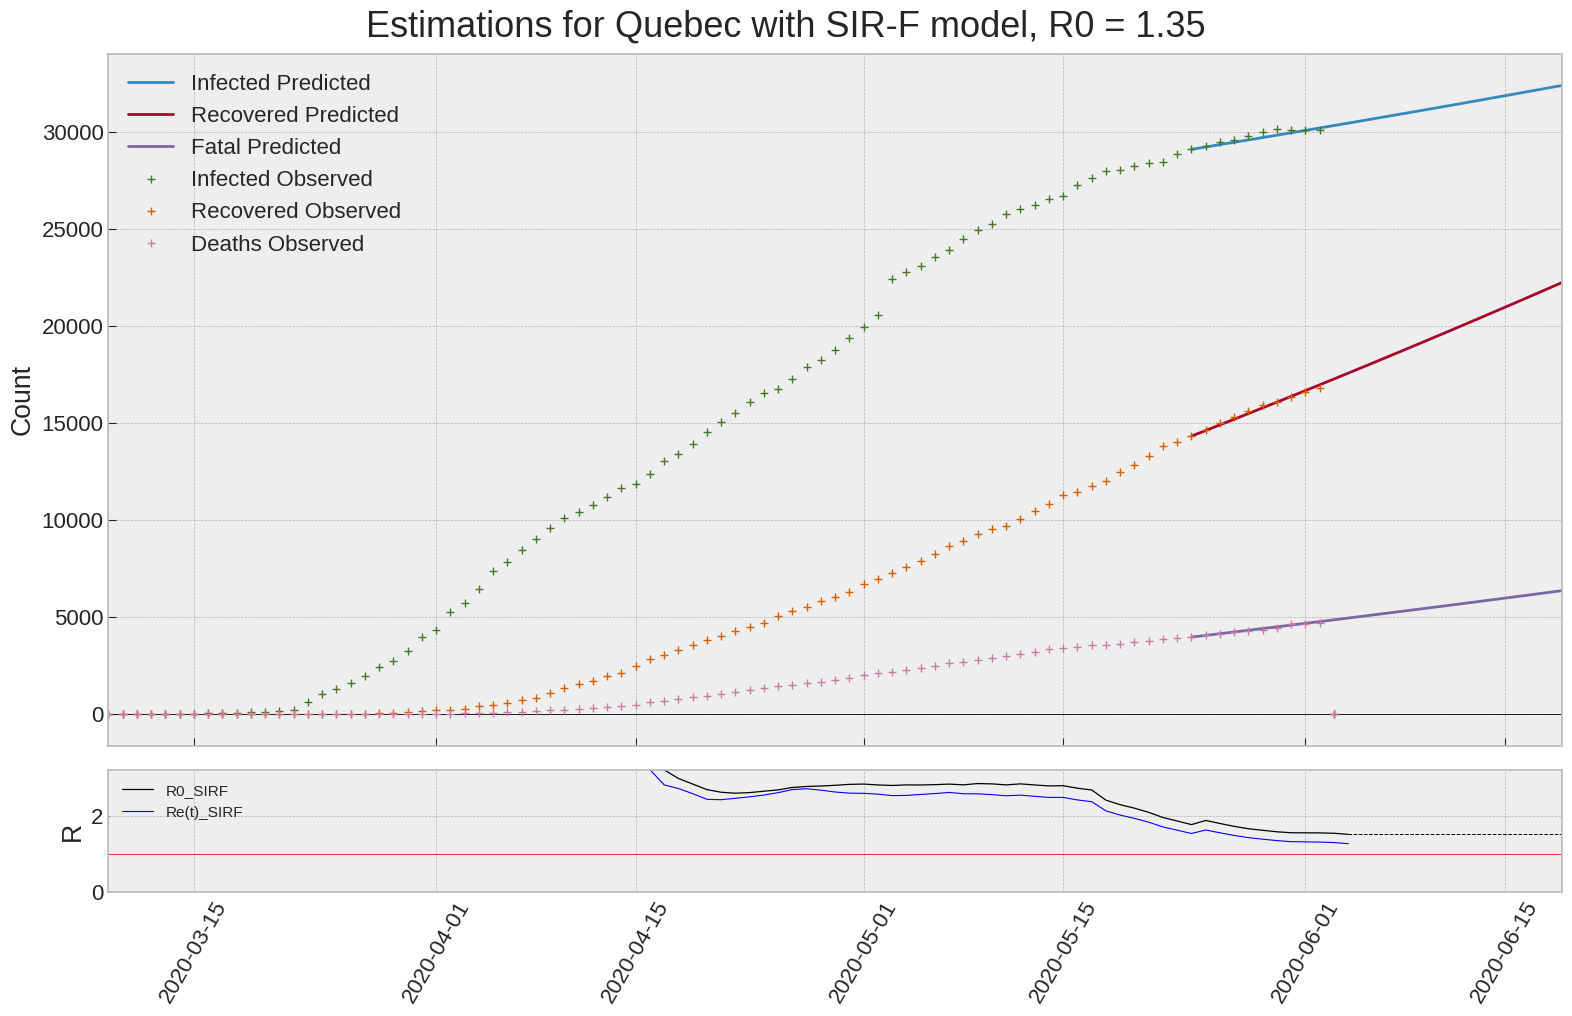 Estimations for Quebec with SIR-F model, R0 = 1.35
Infected Predicted
Recovered Predicted
Fatal Predicted
Infected Observed
Recovered Observed
Deaths Observed
30000
25000
20000
15000
10000
5000
0
Count
R0_SIRF
Re(t)_SIRF
2
0
R
2020-03-15
2020-04-01
2020-04-15
2020-05-01
2020-05-15
2020-06-01
2020-06-15